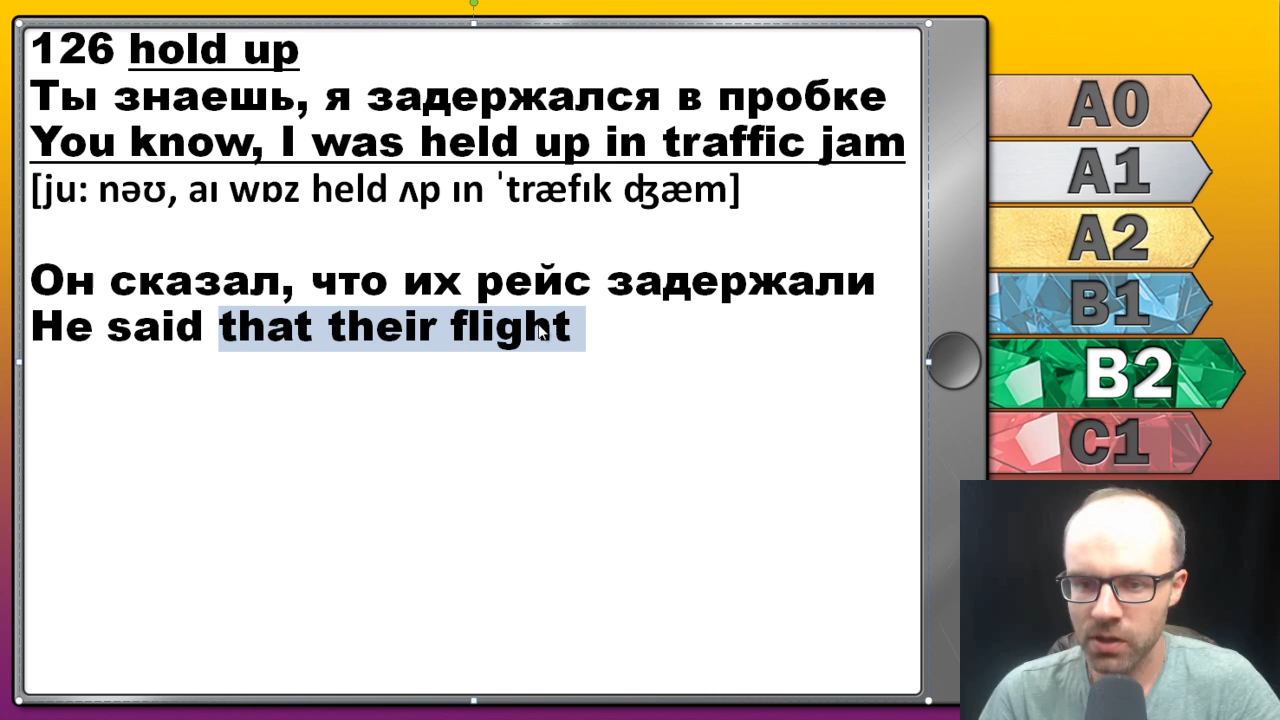 126 hold up
Ты знаешь, я задержался в пробке
You know, I was held up in traffic jam
[ju: nəʊ, aɪ wɒz held ʌp ɪn ˈtræfɪk ʤæm]
Он сказал, что их рейс задержали
He said that their flight
A0
A1
A2
B1
B2
C1